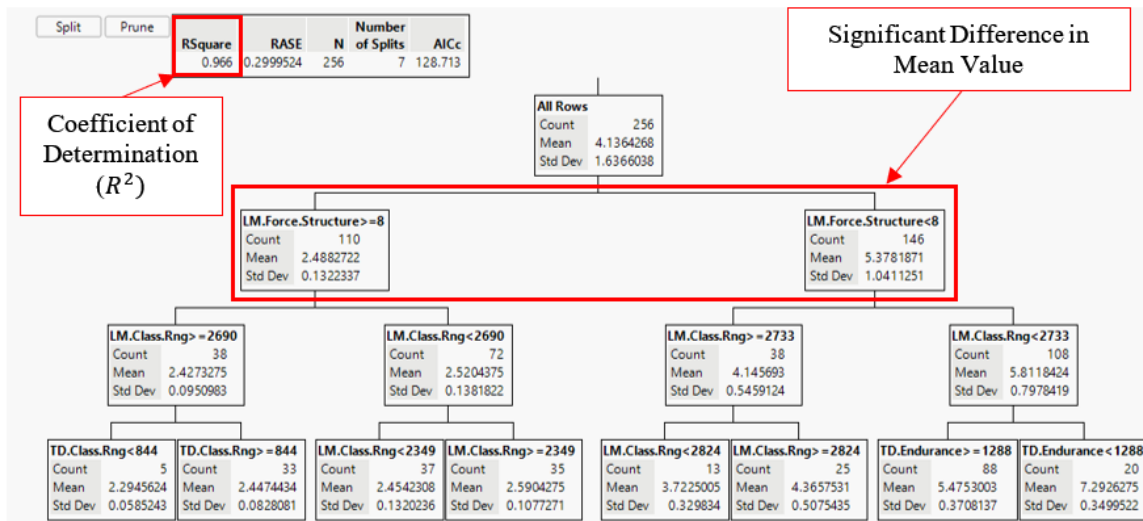 Split Prune
RSquare RASE N Number of Splits AICc
0.966 0.2999524 256 7 128.713
Significant Difference in
Mean Value
Coefficient of
Determination
(R²)
All Rows
Count 256
Mean 4.1364268
Std Dev 1.6366038
LM.Force.Structure>=8
Count 110
Mean 2.4882722
Std Dev 0.1322337
LM.Force.Structure<8
Count 146
Mean 5.3781871
Std Dev 1.0411251
LM.Class.Rng>=2690
Count 38
Mean 2.4273275
Std Dev 0.0950983
LM.Class.Rng<2690
Count 72
Mean 2.5204375
Std Dev 0.1381822
LM.Class.Rng>=2733
Count 38
Mean 4.145693
Std Dev 0.5459124
LM.Class.Rng<2733
Count 108
Mean 5.8118424
Std Dev 0.7978419
TD.Class.Rng<844
Count 5
Mean 2.2945624
Std Dev 0.0585243
TD.Class.Rng>=844
Count 33
Mean 2.4474434
Std Dev 0.0828081
LM.Class.Rng<2349
Count 37
Mean 2.4542308
Std Dev 0.1320236
LM.Class.Rng>=2349
Count 35
Mean 2.5904275
Std Dev 0.1077271
LM.Class.Rng<2824
Count 13
Mean 3.7225005
Std Dev 0.329834
LM.Class.Rng>=2824
Count 25
Mean 4.3657531
Std Dev 0.5075435
TD.Endurance>=1288
Count 88
Mean 5.4753003
Std Dev 0.3708137
TD.Endurance<1288
Count 20
Mean 7.2926275
Std Dev 0.3499522